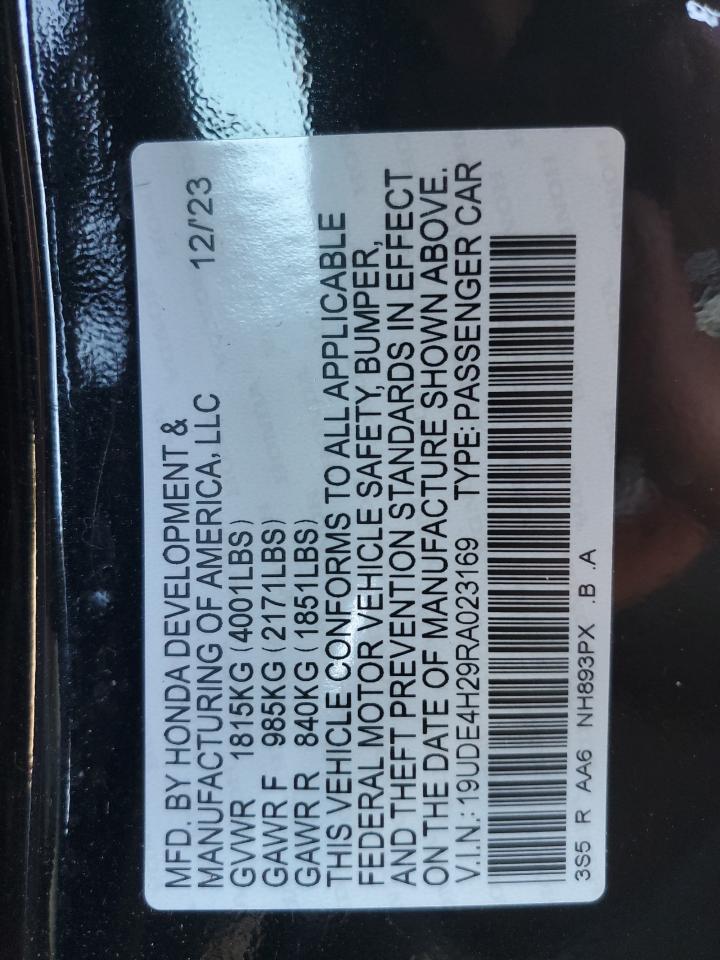 MFD. BY HONDA DEVELOPMENT &
MANUFACTURING OF AMERICA, LLC 12/'23
GVWR 1815KG (4001LBS)
GAWR F 985KG (2171LBS)
GAWR R 840KG (1851LBS)
THIS VEHICLE CONFORMS TO ALL APPLICABLE
FEDERAL MOTOR VEHICLE SAFETY, BUMPER,
AND THEFT PREVENTION STANDARDS IN EFFECT
ON THE DATE OF MANUFACTURE SHOWN ABOVE.
V.I.N.: 19UDE4H29RA023169 TYPE: PASSENGER CAR
3S5 R AA6 NH893PX .B .A